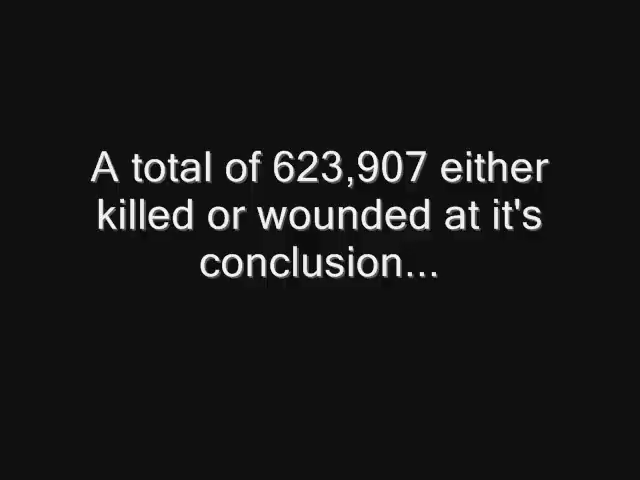 A total of 623,907 either
killed or wounded at it's
conclusion...